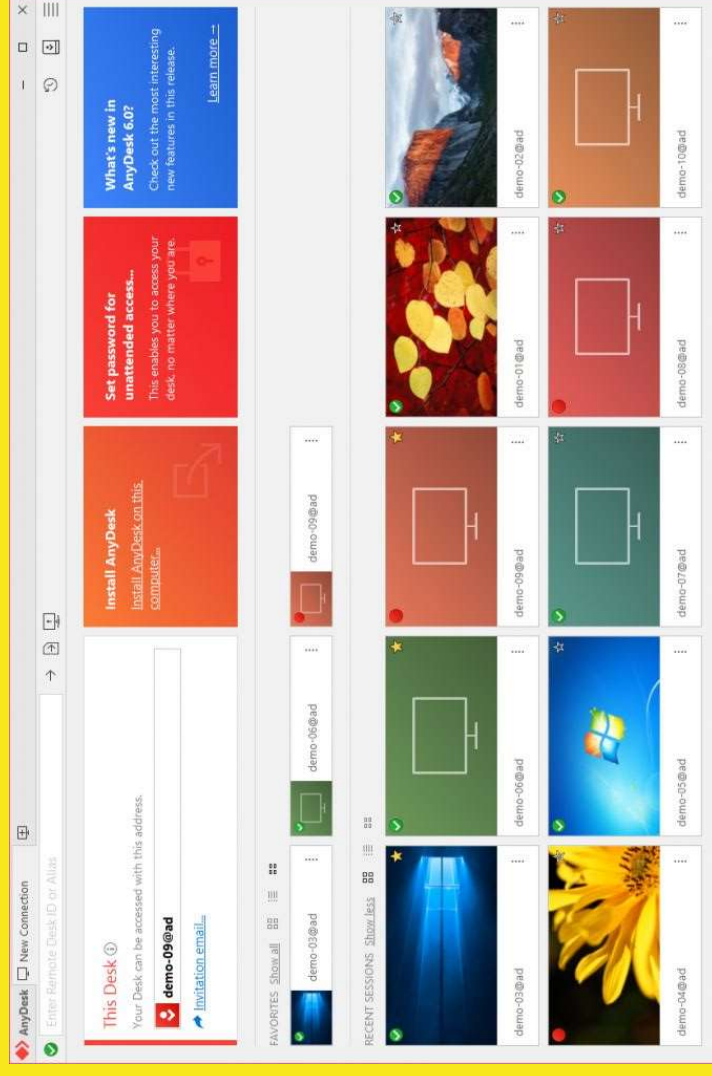 AnyDesk
New Connection
Enter Remote Desk ID or Alias
This Desk
Your Desk can be accessed with this address.
demo-09@ad
Invitation email...
Install AnyDesk
Install AnyDesk on this
computer...
Set password for
unattended access...
This enables you to access your
desk, no matter where you are.
What's new in
AnyDesk 6.0?
Check out the most interesting
new features in this release.
Learn more →
FAVORITES Show all
demo-03@ad
demo-06@ad
demo-09@ad
RECENT SESSIONS Show less
demo-03@ad
demo-06@ad
demo-09@ad
demo-01@ad
demo-02@ad
demo-04@ad
demo-05@ad
demo-07@ad
demo-08@ad
demo-10@ad